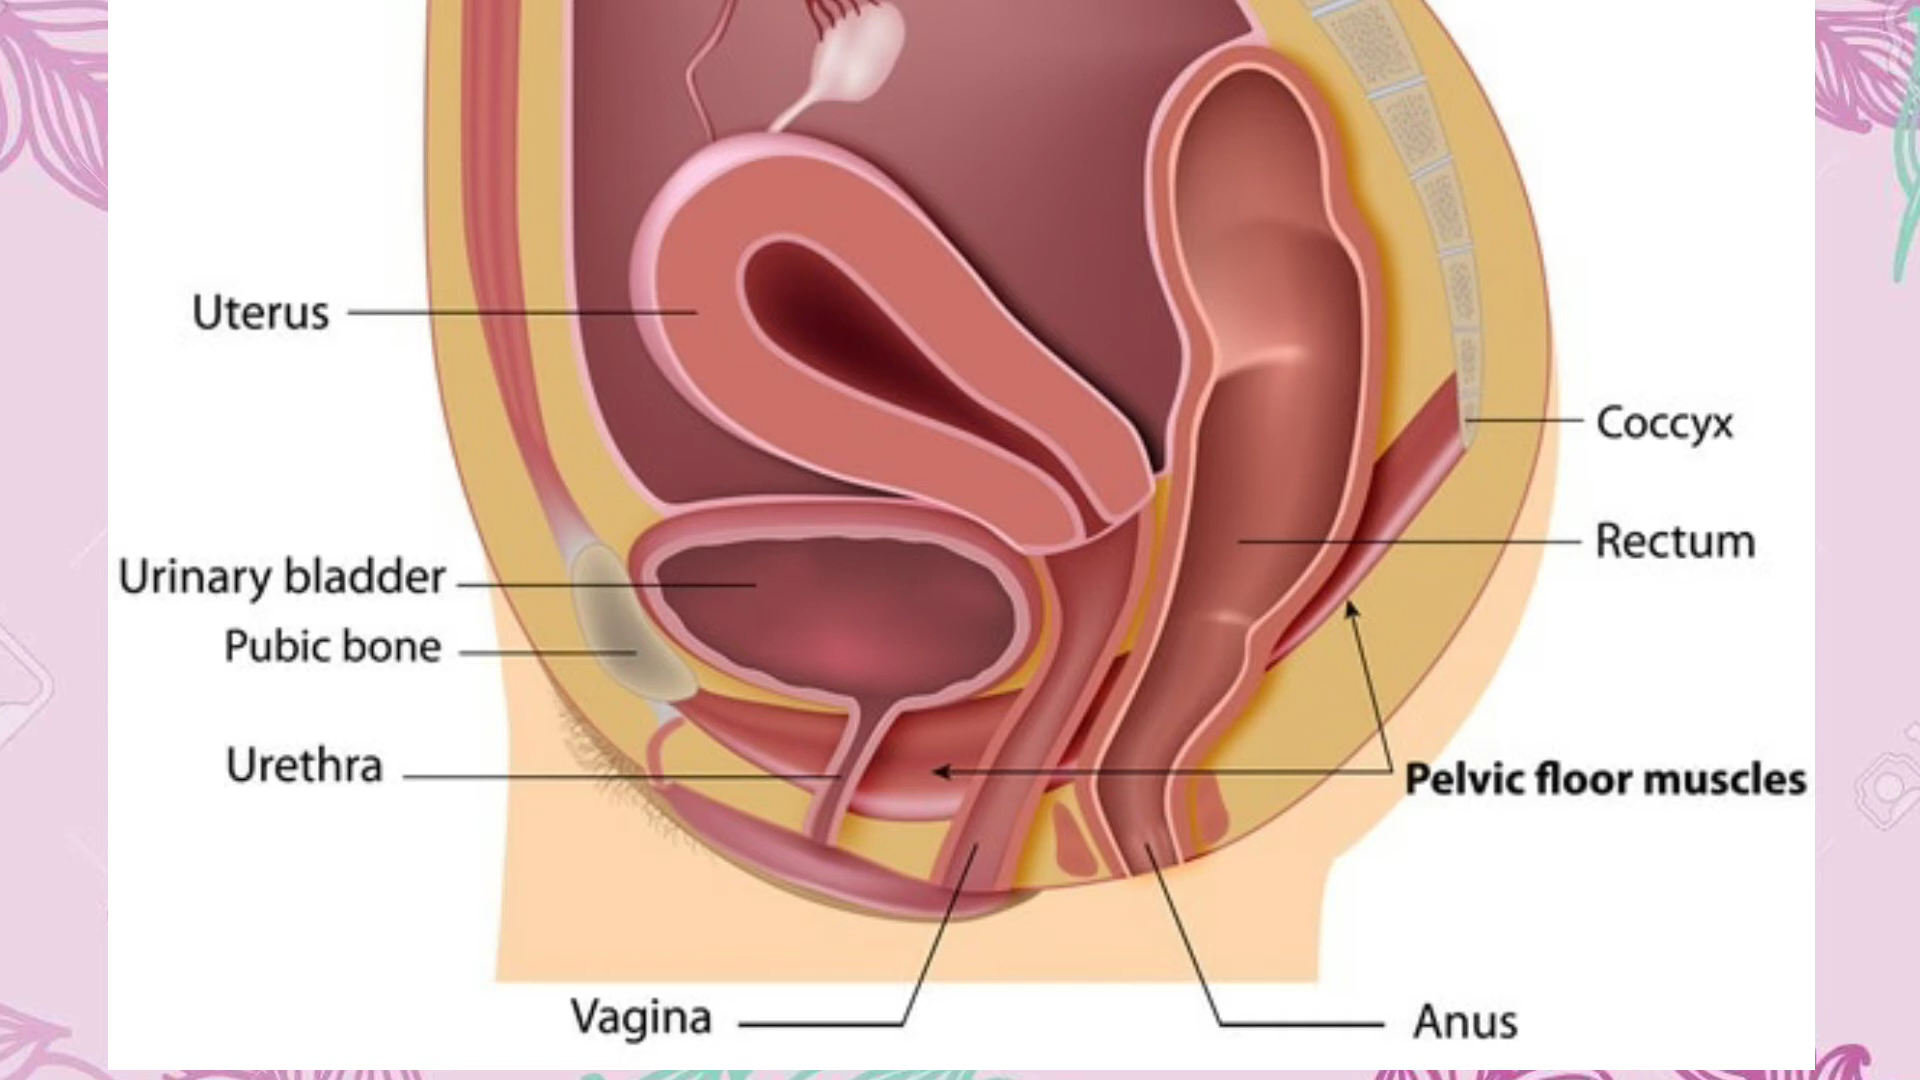 Uterus
Coccyx
Rectum
Urinary bladder
Pubic bone
Urethra
Pelvic floor muscles
Vagina
Anus